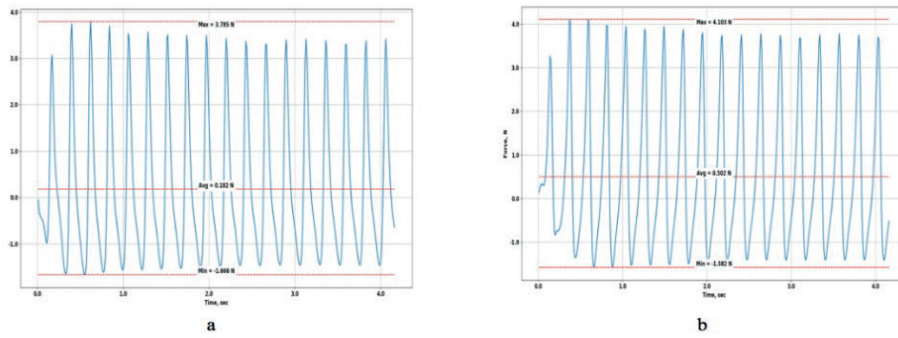 4.0
Max = 3.785 N
3.0
2.0
1.0
Avg = 0.182 N
0.0
-1.0
Min = -1.666 N
0.0 1.0 2.0 3.0 4.0
Time, sec
a
4.0
Max = 4.103 N
3.0
2.0
Force, N
1.0
Avg = 0.502 N
0.0
-1.0
Min = -1.582 N
0.0 1.0 2.0 3.0 4.0
Time, sec
b